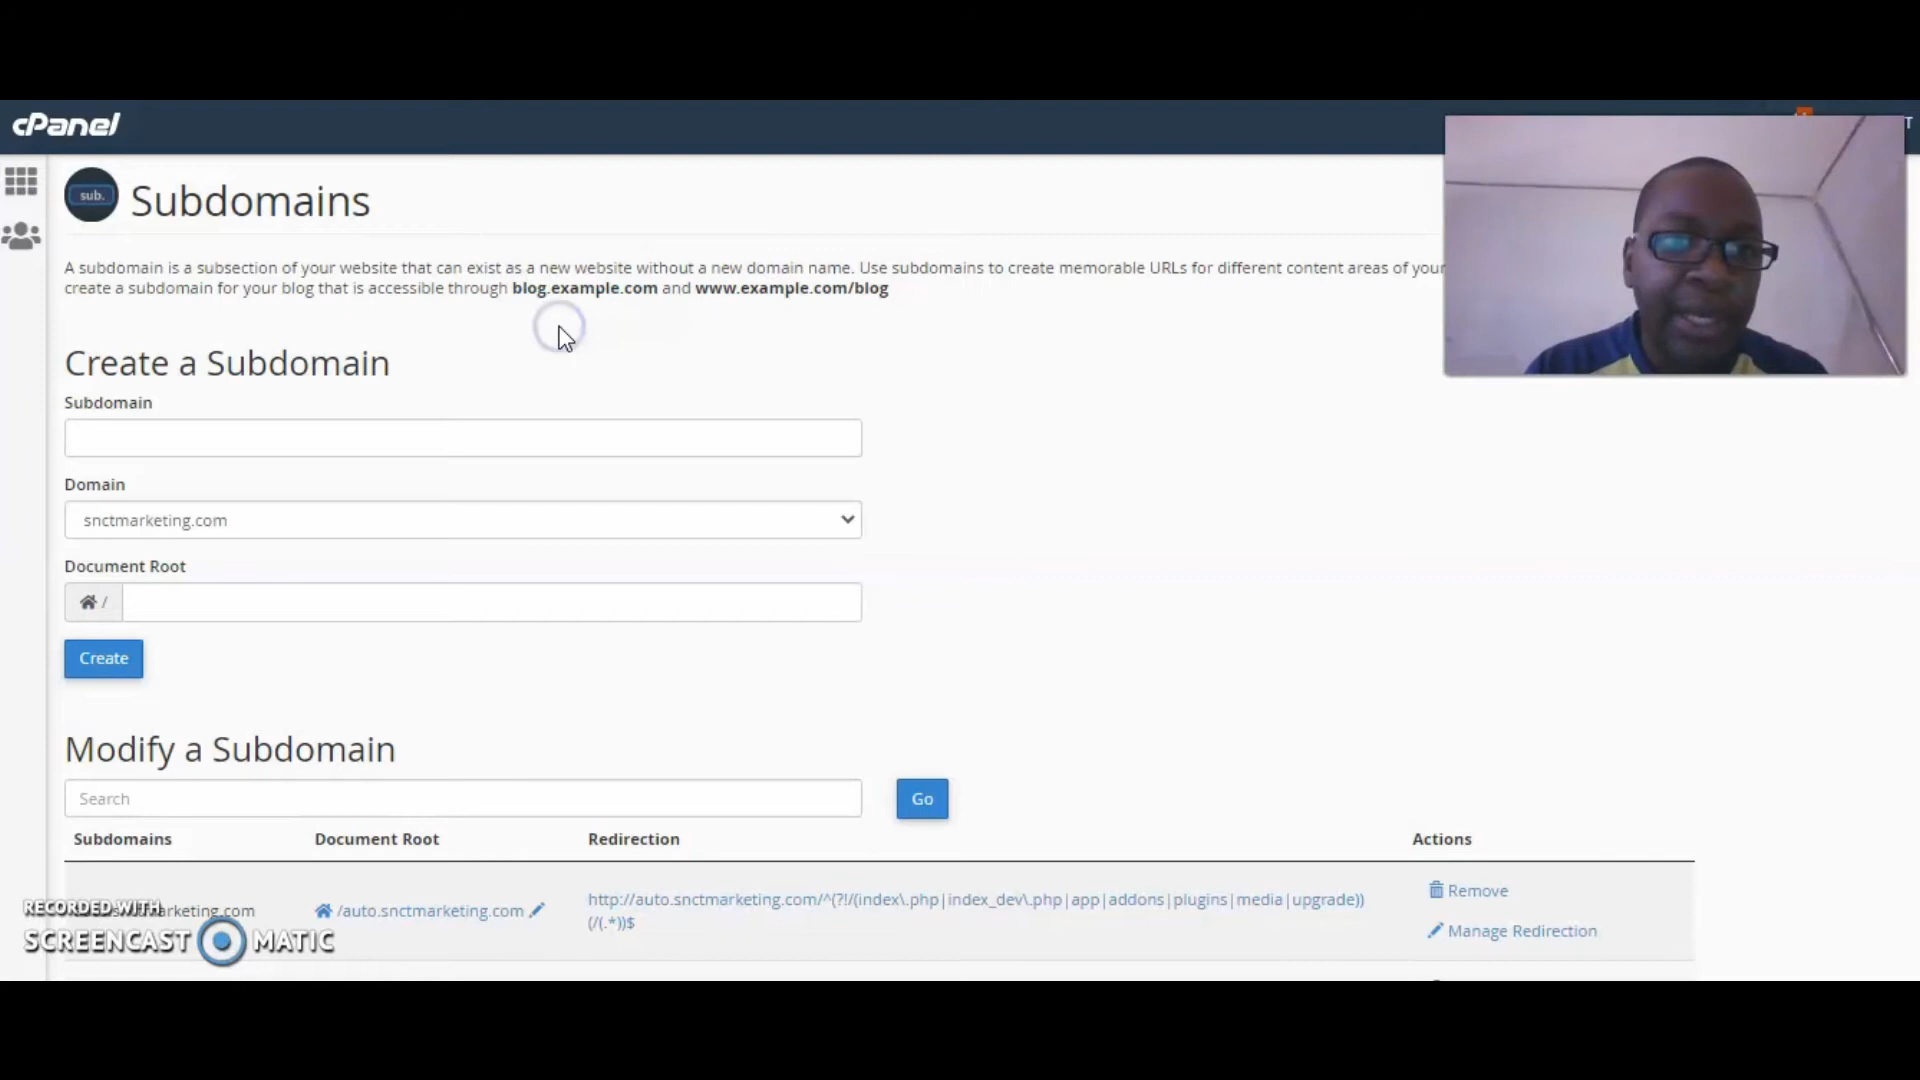 cPanel
T
sub.
Subdomains
A subdomain is a subsection of your website that can exist as a new website without a new domain name. Use subdomains to create memorable URLs for different content areas of your
create a subdomain for your blog that is accessible through blog.example.com and www.example.com/blog
Create a Subdomain
Subdomain
Domain
snctmarketing.com
Document Root
/
Create
Modify a Subdomain
Search
Go
Subdomains Document Root Redirection Actions
http://auto.snctmarketing.com/^(?!/(index\.php|index_dev\.php|app|addons|plugins|media|upgrade))
(/(.*))$
/auto.snctmarketing.com
Remove
Manage Redirection
RECORDED WITH
SCREENCAST MATIC